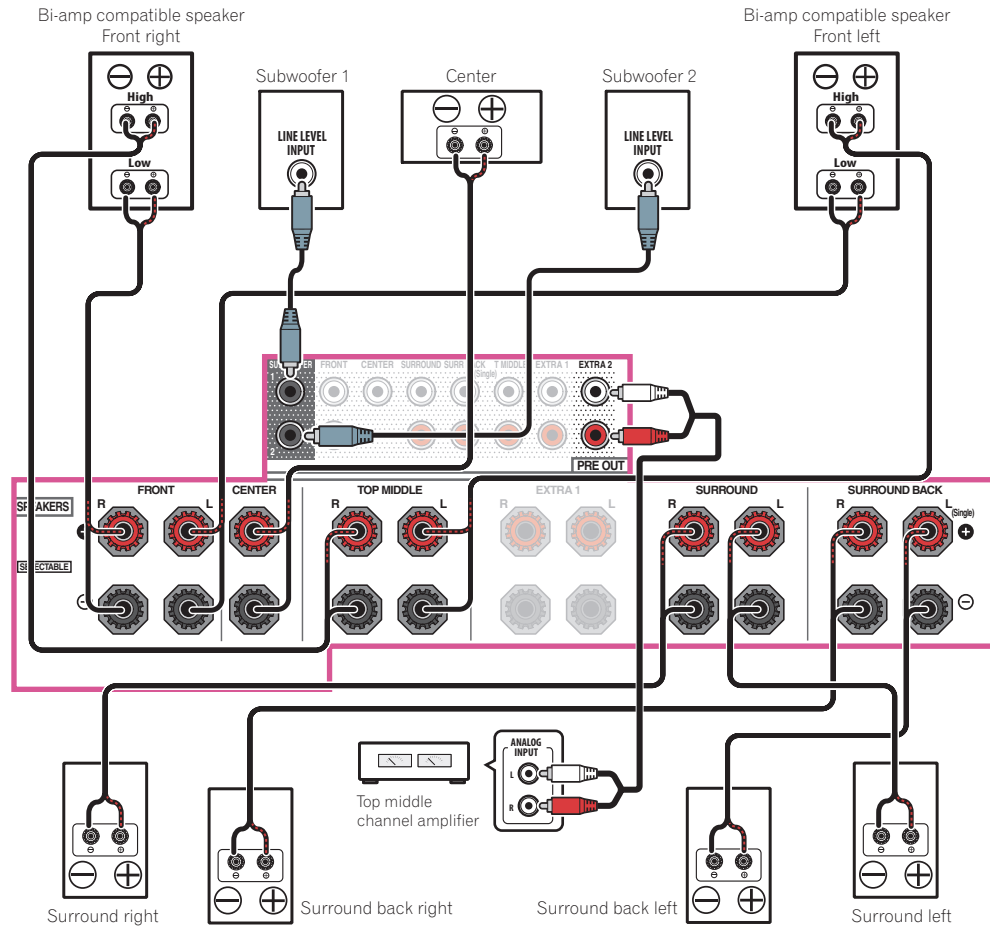 Bi-amp compatible speaker
Front right
Bi-amp compatible speaker
Front left
Subwoofer 1
Center
Subwoofer 2
High
Low
LINE LEVEL
INPUT
LINE LEVEL
INPUT
High
Low
1
2
FRONT
CENTER
SURROUND
T MIDDLE
EXTRA 1
EXTRA 2
(Single)
PRE OUT
SPEAKERS
FRONT
CENTER
TOP MIDDLE
EXTRA 1
SURROUND
SURROUND BACK
R
L
R
L
R
L
R
L
R
L
(Single)
SELECTABLE
ANALOG
INPUT
L
R
Top middle
channel amplifier
Surround right
Surround back right
Surround back left
Surround left